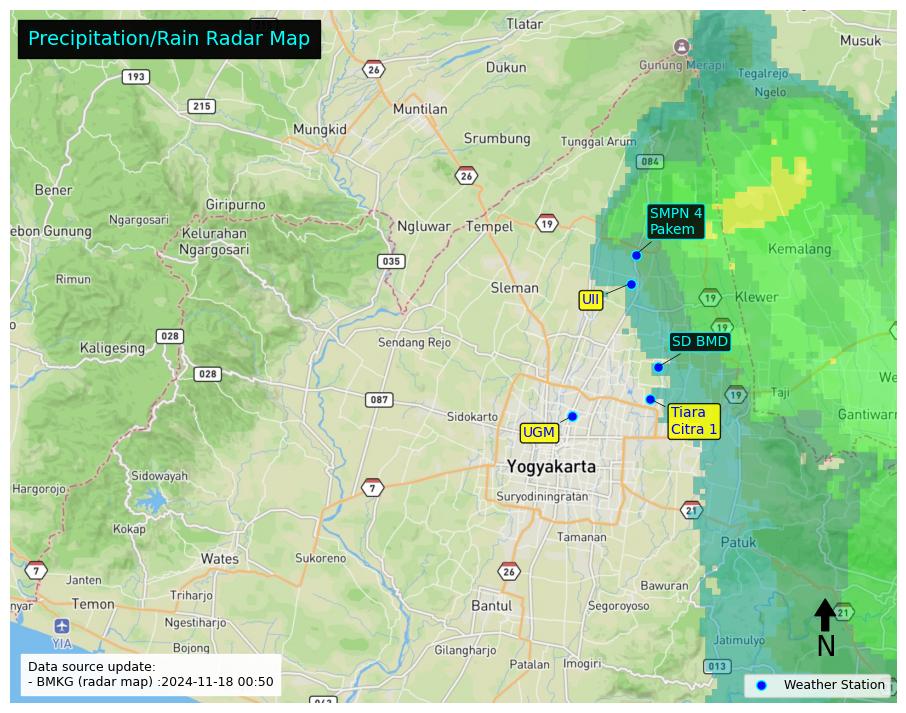 Precipitation/Rain Radar Map
Tlatar
Musuk
Gunung Merapi
Tegalrejo
Dukun
26
193
Ngelo
215
Muntilan
Mungkid
Srumbung
Tunggal Arum
084
26
Bener
Giripurno
SMPN 4
Pakem
Ngargosari
19
ebon Gunung
Kelurahan
Ngargosari
Ngluwar
Tempel
Kemalang
035
Rimun
Sleman
UII
19
Klewer
19
028
Sendang Rejo
SD BMD
Kaligesing
028
We
087
19
Taji
Sidokarto
Tiara
Citra 1
Gantiwarn
UGM
Yogyakarta
Sidowayah
Hargorojo
7
Suryodiningratan
21
Kokap
Tamanan
Patuk
Wates
Sukoreno
7
26
Janten
Bawuran
Triharjo
nyar
Temon
Bantul
Segoroyoso
21
Ngestiharjo
YIA
Jatimulyo
N
Bojong
Gilangharjo
Patalan
Imogiri
013
Data source update:
- BMKG (radar map) :2024-11-18 00:50
Weather Station